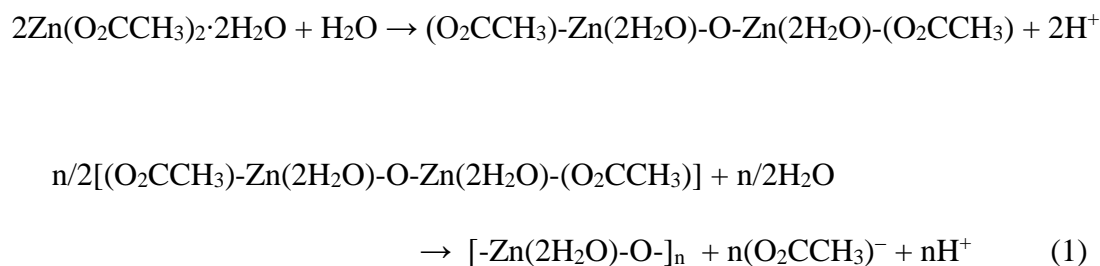 2Zn(O₂CCH₃)₂·2H₂O + H₂O → (O₂CCH₃)-Zn(2H₂O)-O-Zn(2H₂O)-(O₂CCH₃) + 2H⁺
n/2[(O₂CCH₃)-Zn(2H₂O)-O-Zn(2H₂O)-(O₂CCH₃)] + n/2H₂O
→ [-Zn(2H₂O)-O-]ₙ + n(O₂CCH₃)⁻ + nH⁺ (1)